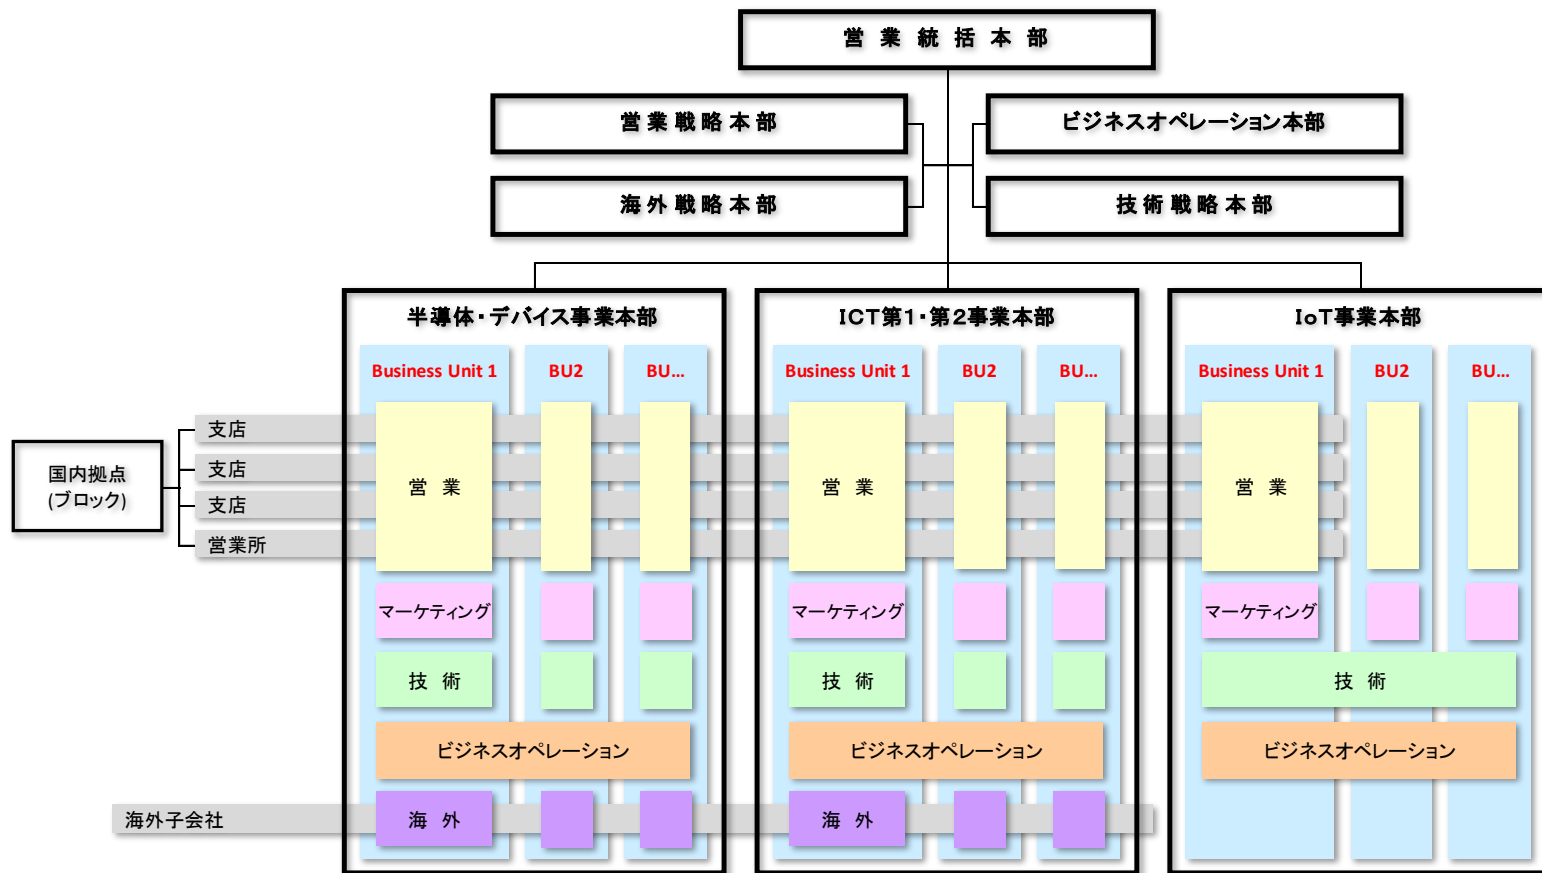 営 業 統 括 本 部
営 業 戦 略 本 部
ビジネスオペレーション本部
海 外 戦 略 本 部
技 術 戦 略 本 部
半導体・デバイス事業本部
ICT第1・第2事業本部
IoT事業本部
Business Unit 1
BU2
BU...
Business Unit 1
BU2
BU...
Business Unit 1
BU2
BU...
国内拠点
(ブロック)
支店
支店
支店
営業所
営 業
営 業
営 業
マーケティング
マーケティング
マーケティング
技 術
技 術
技 術
ビジネスオペレーション
ビジネスオペレーション
ビジネスオペレーション
海外子会社
海 外
海 外